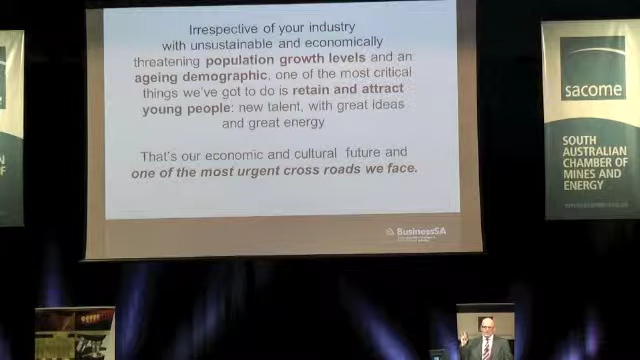 Irrespective of your industry
with unsustainable and economically
threatening population growth levels and an
ageing demographic, one of the most critical
things we've got to do is retain and attract
young people: new talent, with great ideas
and great energy
That's our economic and cultural future and
one of the most urgent cross roads we face.
BusinessSA
sacome
SOUTH
AUSTRALIAN
CHAMBER OF
MINES AND
ENERGY